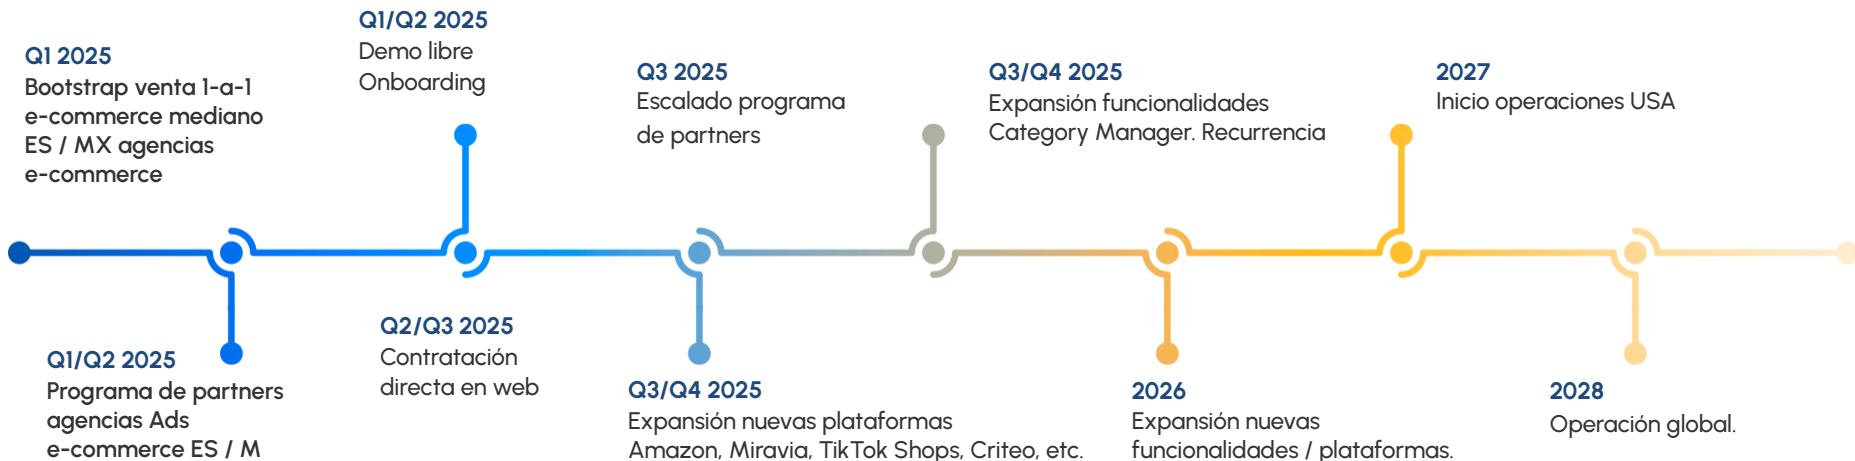 Q1 2025
Bootstrap venta 1-a-1
e-commerce mediano
ES / MX agencias
e-commerce
Q1/Q2 2025
Demo libre
Onboarding
Q3 2025
Escalado programa
de partners
Q3/Q4 2025
Expansión funcionalidades
Category Manager. Recurrencia
2027
Inicio operaciones USA
Q1/Q2 2025
Programa de partners
agencias Ads
e-commerce ES / M
Q2/Q3 2025
Contratación
directa en web
Q3/Q4 2025
Expansión nuevas plataformas
Amazon, Miravia, TikTok Shops, Criteo, etc.
2026
Expansión nuevas
funcionalidades / plataformas.
2028
Operación global.